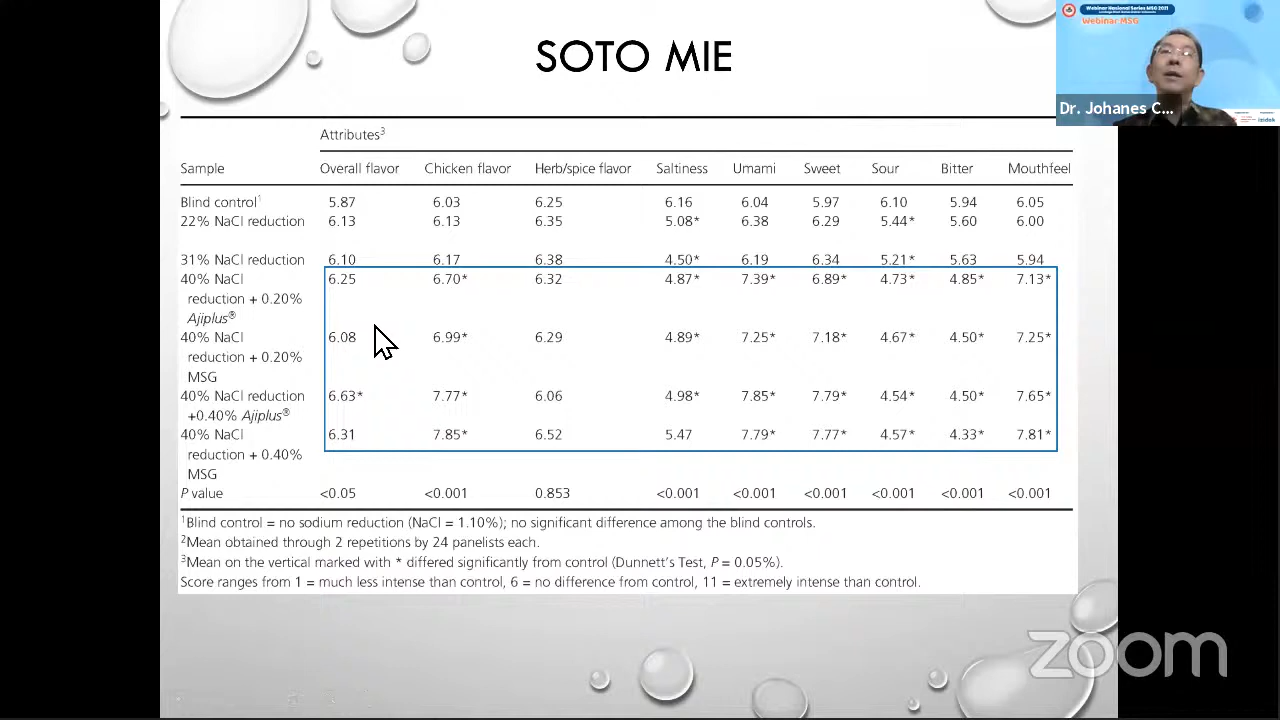 SOTO MIE
Webinar Nasional Series MSG 2021
Webinar MSG
Dr. Johanes C...
Attributes³
Sample Overall flavor Chicken flavor Herb/spice flavor Saltiness Umami Sweet Sour Bitter Mouthfeel
Blind control¹ 5.87 6.03 6.25 6.16 6.04 5.97 6.10 5.94 6.05
22% NaCl reduction 6.13 6.13 6.35 5.08* 6.38 6.29 5.44* 5.60 6.00
31% NaCl reduction 6.10 6.17 6.38 4.50* 6.19 6.34 5.21* 5.63 5.94
40% NaCl 6.25 6.70* 6.32 4.87* 7.39* 6.89* 4.73* 4.85* 7.13*
reduction + 0.20%
Ajiplus®
40% NaCl 6.08 6.99* 6.29 4.89* 7.25* 7.18* 4.67* 4.50* 7.25*
reduction + 0.20%
MSG
40% NaCl reduction 6.63* 7.77* 6.06 4.98* 7.85* 7.79* 4.54* 4.50* 7.65*
+0.40% Ajiplus®
40% NaCl 6.31 7.85* 6.52 5.47 7.79* 7.77* 4.57* 4.33* 7.81*
reduction + 0.40%
MSG
P value <0.05 <0.001 0.853 <0.001 <0.001 <0.001 <0.001 <0.001 <0.001
¹Blind control = no sodium reduction (NaCl = 1.10%); no significant difference among the blind controls.
²Mean obtained through 2 repetitions by 24 panelists each.
³Mean on the vertical marked with * differed significantly from control (Dunnett's Test, P = 0.05%).
Score ranges from 1 = much less intense than control, 6 = no difference from control, 11 = extremely intense than control.
zoom